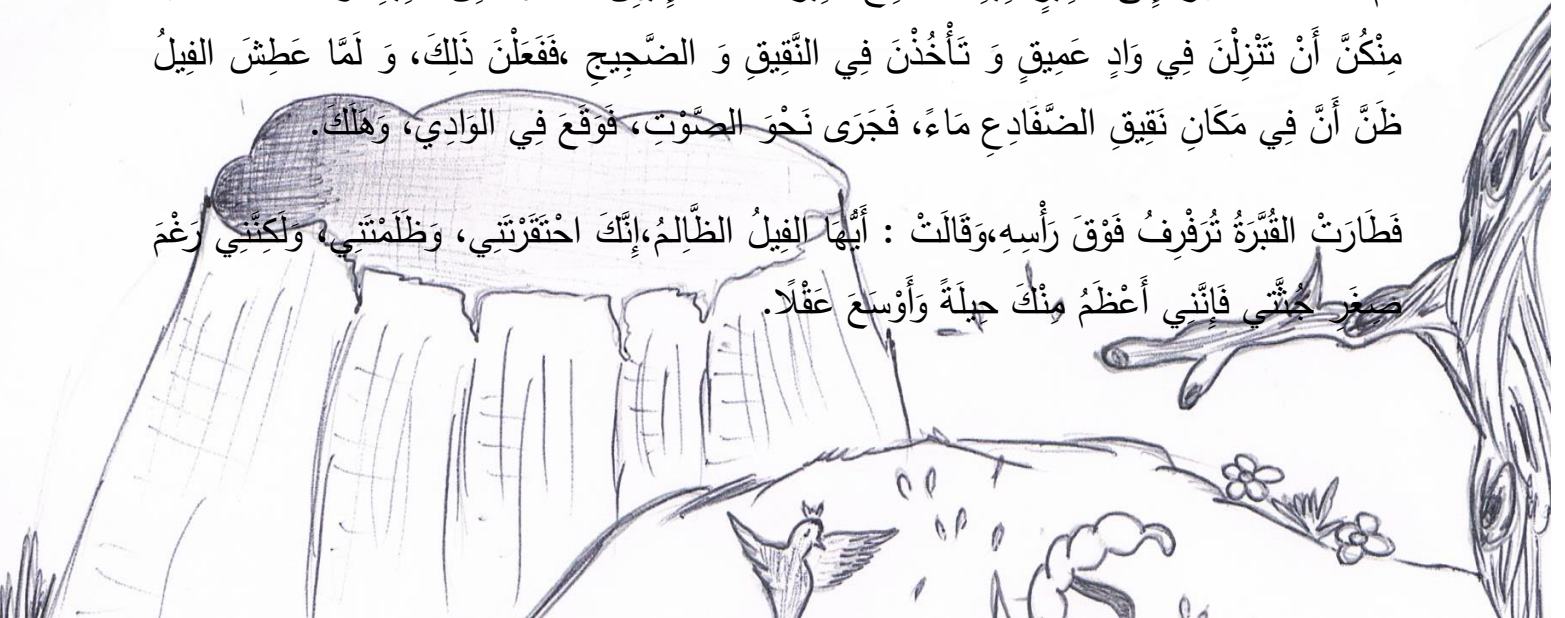 مِنْكُنَّ أَنْ تَنْزِلْنَ فِي وَادٍ عَمِيقٍ وَ تَأْخُذْنَ فِي النَّقِيقِ وَ الضَّجِيجِ ،فَفَعَلْنَ ذَلِكَ، وَ لَمَّا عَطِشَ الفِيلُ
ظَنَّ أَنَّ فِي مَكَانِ نَقِيقِ الضَّفَادِعِ مَاءً، فَجَرَى نَحْوَ الصَّوْتِ، فَوَقَعَ فِي الوَادِي، وَهَلَكَ.
فَطَارَتْ القُبَّرَةُ تُرَفْرِفُ فَوْقَ رَأْسِهِ،وَقَالَتْ : أَيُّهَا الفِيلُ الظَّالِمُ،إِنَّكَ احْتَقَرْتَنِي، وَظَلَمْتَنِي، وَلَكِنَّنِي رَغْمَ
صِغَرِ جُثَّتِي فَإِنَّنِي أَعْظَمُ مِنْكَ حِيلَةً وَأَوْسَعَ عَقْلًا.